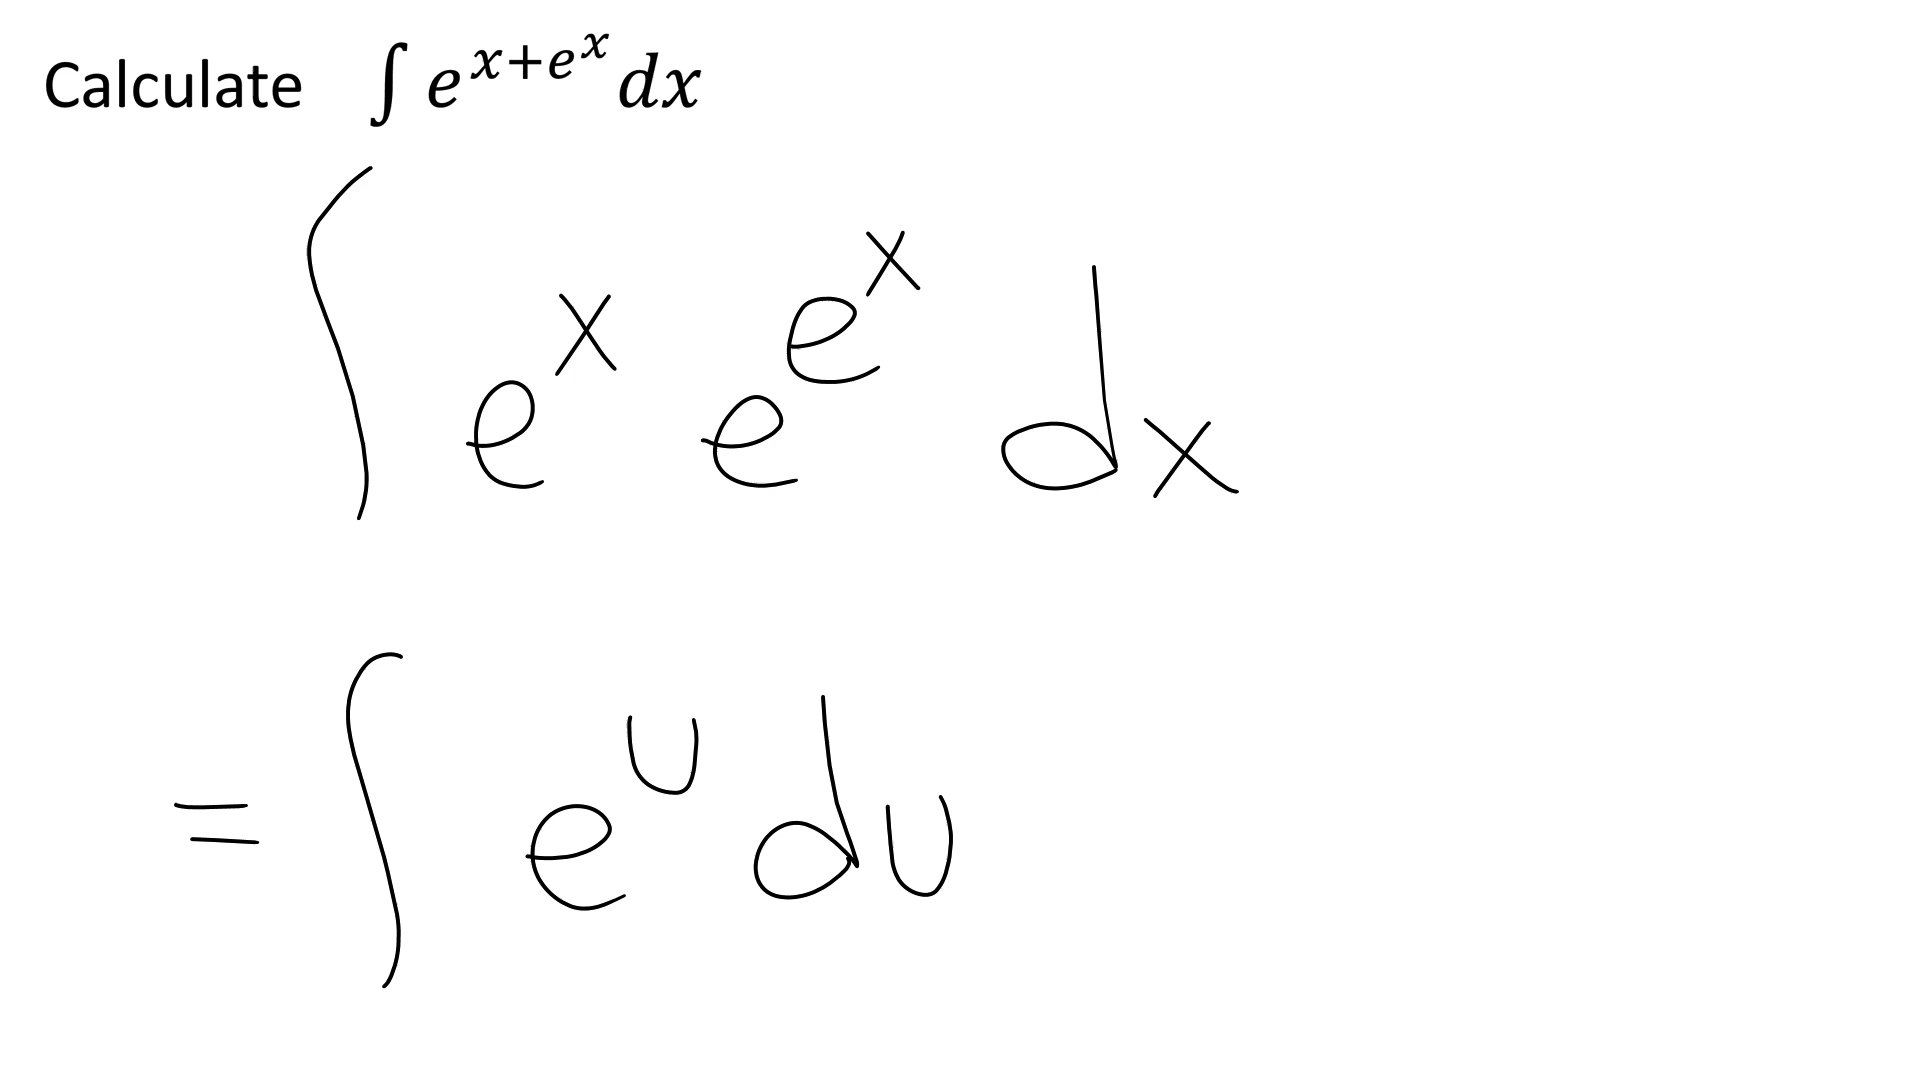 Calculate ∫ e^{x+e^x} dx
∫ e^x e^{e^x} dx
= ∫ e^u du